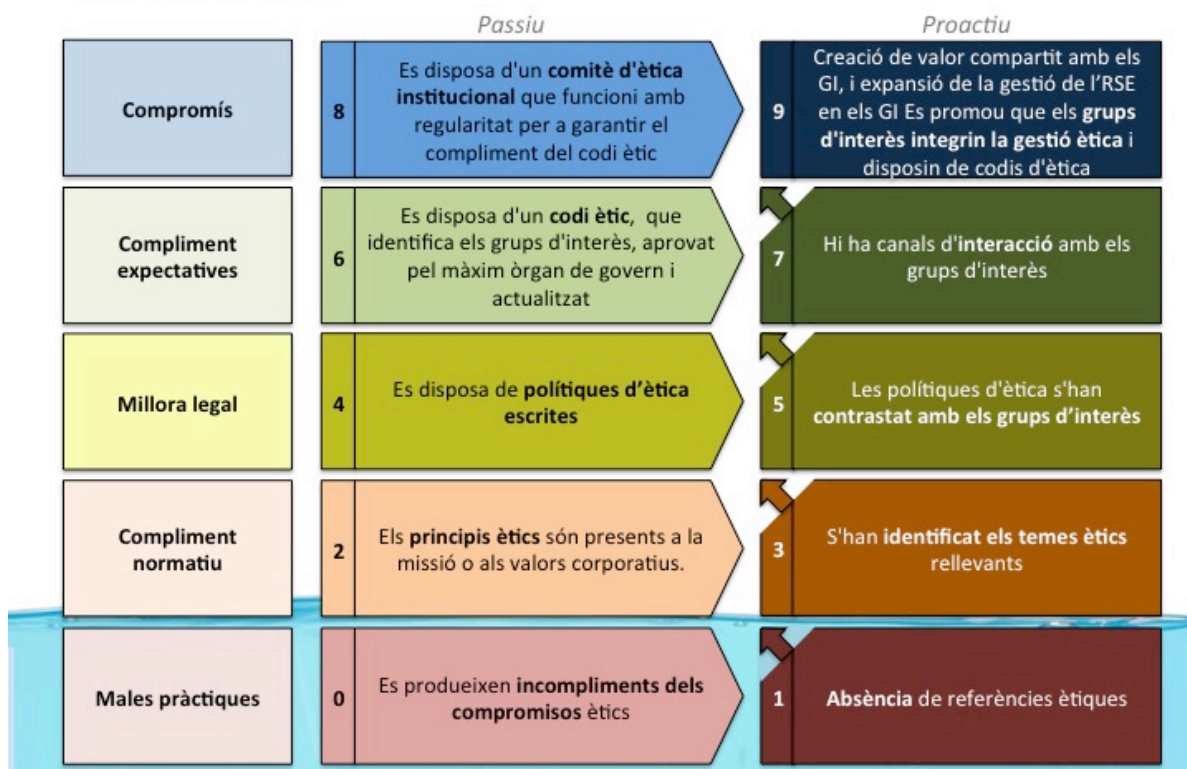 Passiu
Proactiu
Compromís
8
Es disposa d'un comitè d'ètica
institucional que funcioni amb
regularitat per a garantir el
compliment del codi ètic
9
Creació de valor compartit amb els
GI, i expansió de la gestió de l’RSE
en els GI Es promou que els grups
d'interès integrin la gestió ètica i
disposin de codis d'ètica
Compliment
expectatives
6
Es disposa d'un codi ètic, que
identifica els grups d'interès, aprovat
pel màxim òrgan de govern i
actualitzat
7
Hi ha canals d'interacció amb els
grups d'interès
Millora legal
4
Es disposa de polítiques d’ètica
escrites
5
Les polítiques d'ètica s'han
contrastat amb els grups d’interès
Compliment
normatiu
2
Els principis ètics són presents a la
missió o als valors corporatius.
3
S'han identificat els temes ètics
rellevants
Males pràctiques
0
Es produeixen incompliments dels
compromisos ètics
1
Absència de referències ètiques